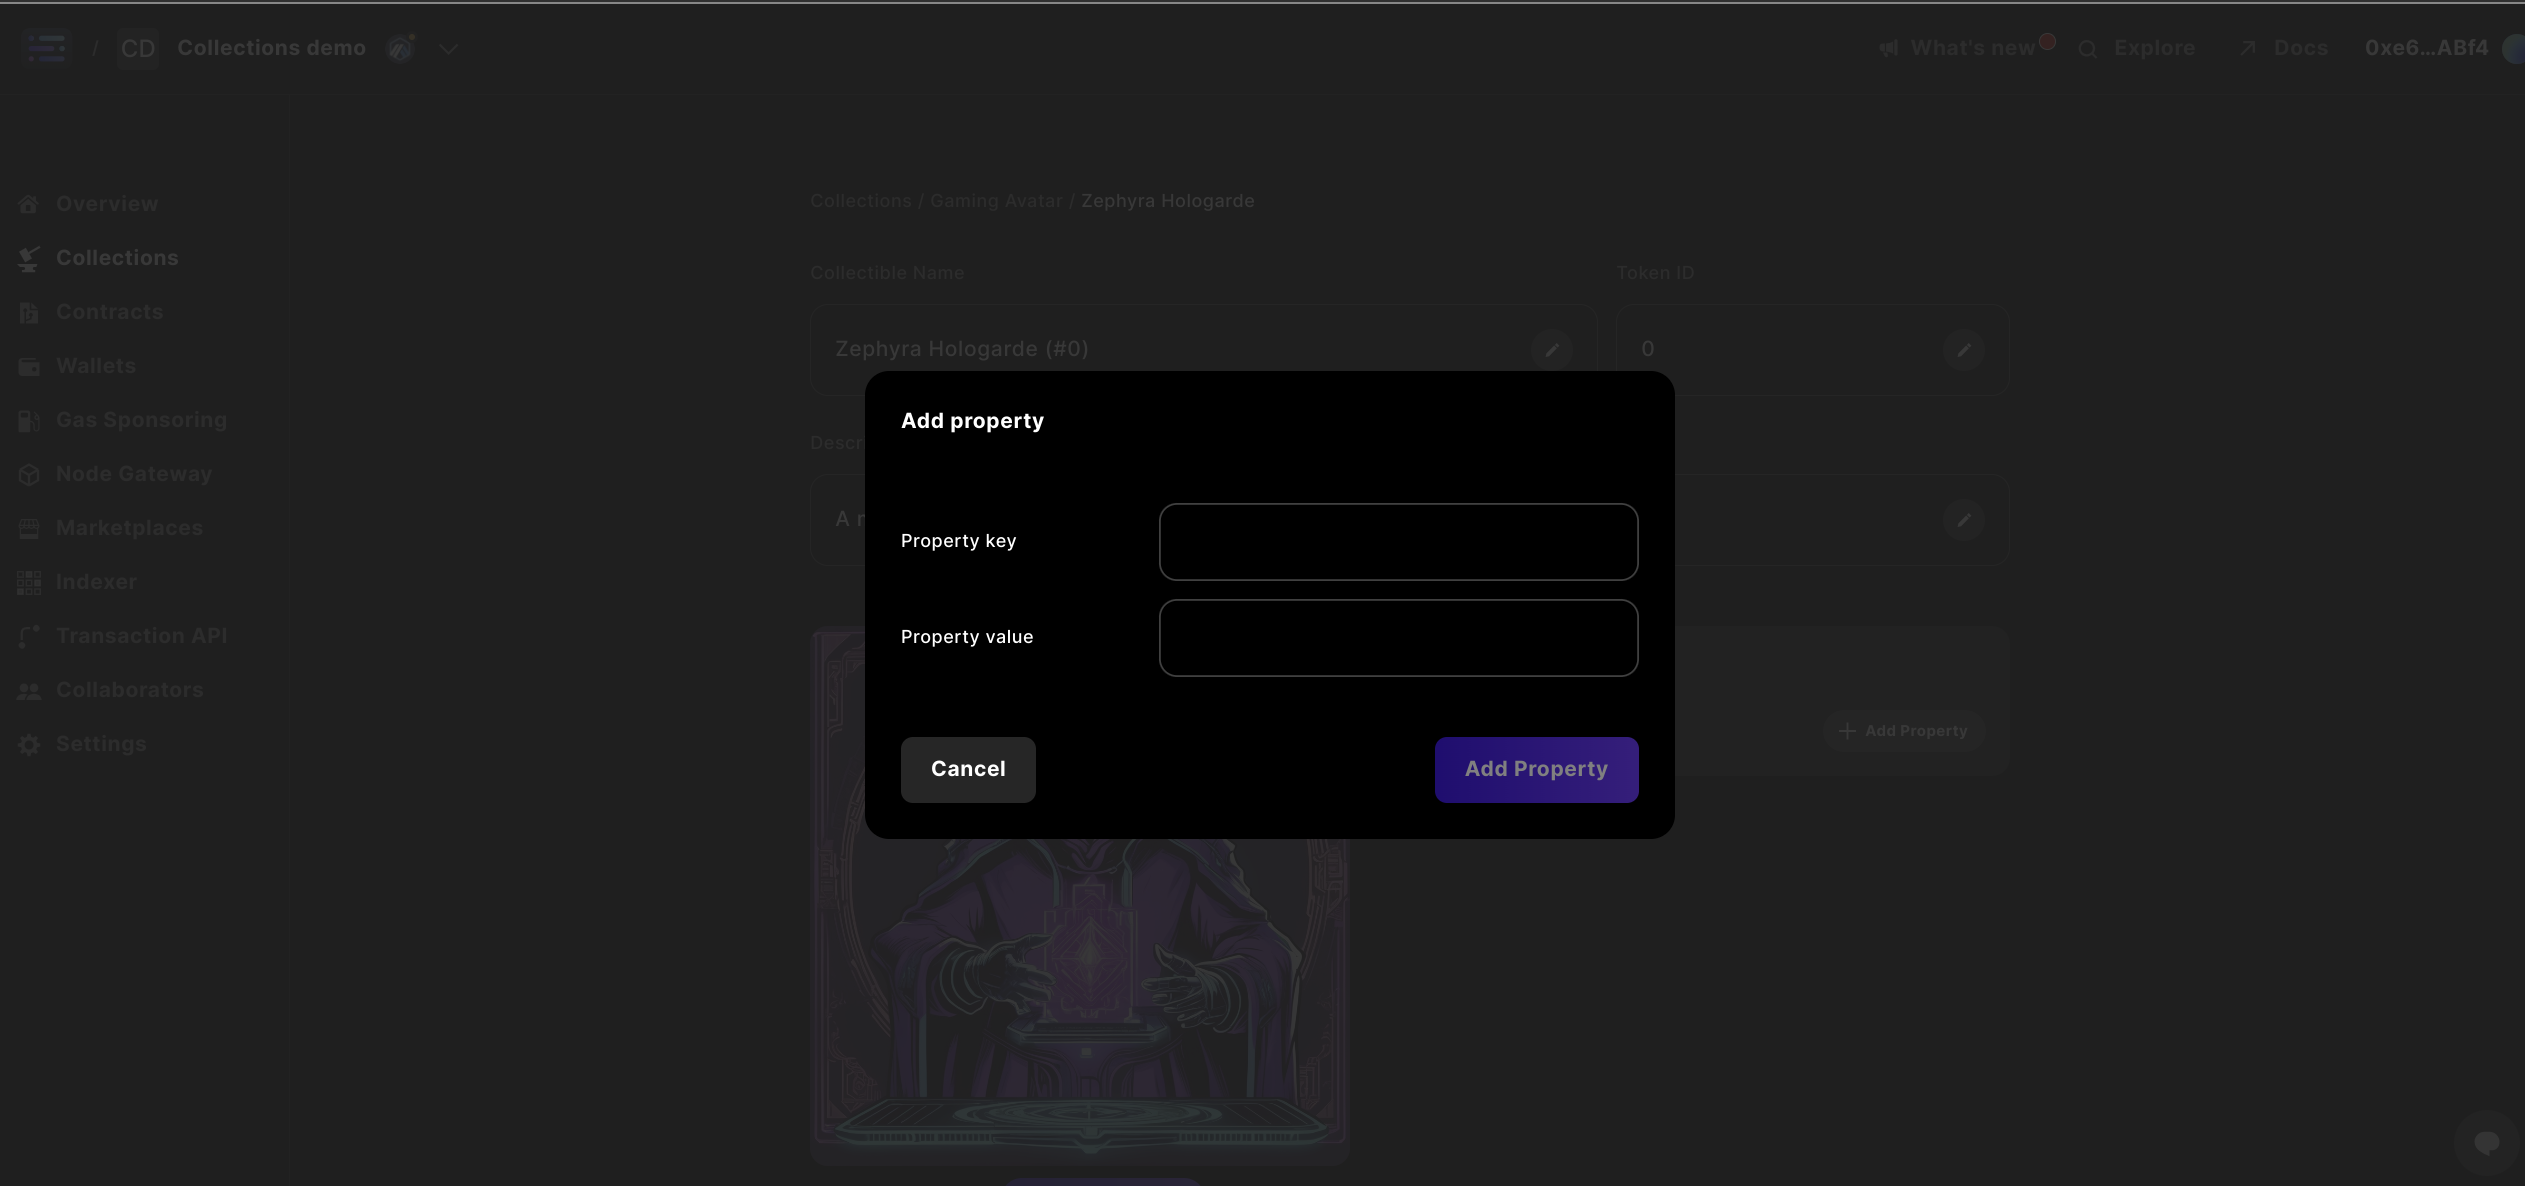 / CD Collections demo
What's new Explore Docs 0xe6...ABf4
Overview
Collections
Contracts
Wallets
Gas Sponsoring
Node Gateway
Marketplaces
Indexer
Transaction API
Collaborators
Settings
Collections / Gaming Avatar / Zephyra Hologarde
Collectible Name
Token ID
Zephyra Hologarde (#0)
0
Descr
A r
Add property
Property key
Property value
Cancel
Add Property
Add Property